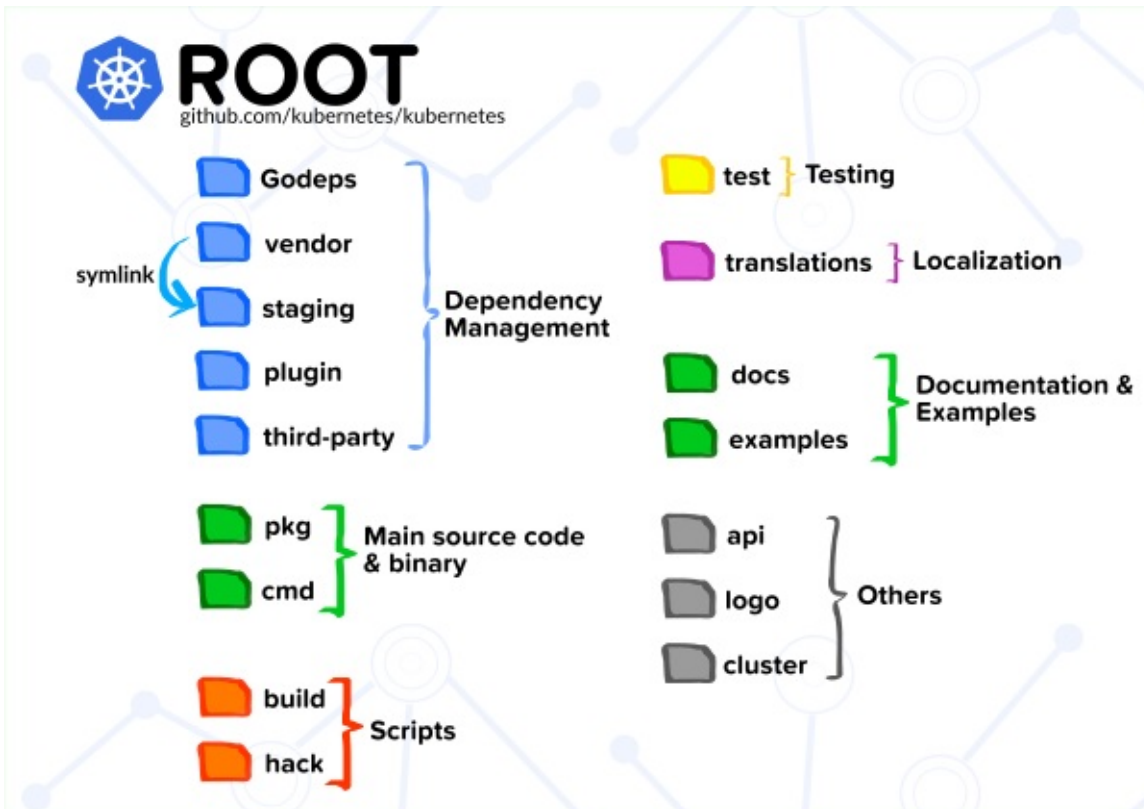 ROOT
github.com/kubernetes/kubernetes
Godeps
vendor
symlink
staging
plugin
third-party
Dependency
Management
pkg
cmd
Main source code
& binary
build
hack
Scripts
test
Testing
translations
Localization
docs
examples
Documentation &
Examples
api
logo
cluster
Others